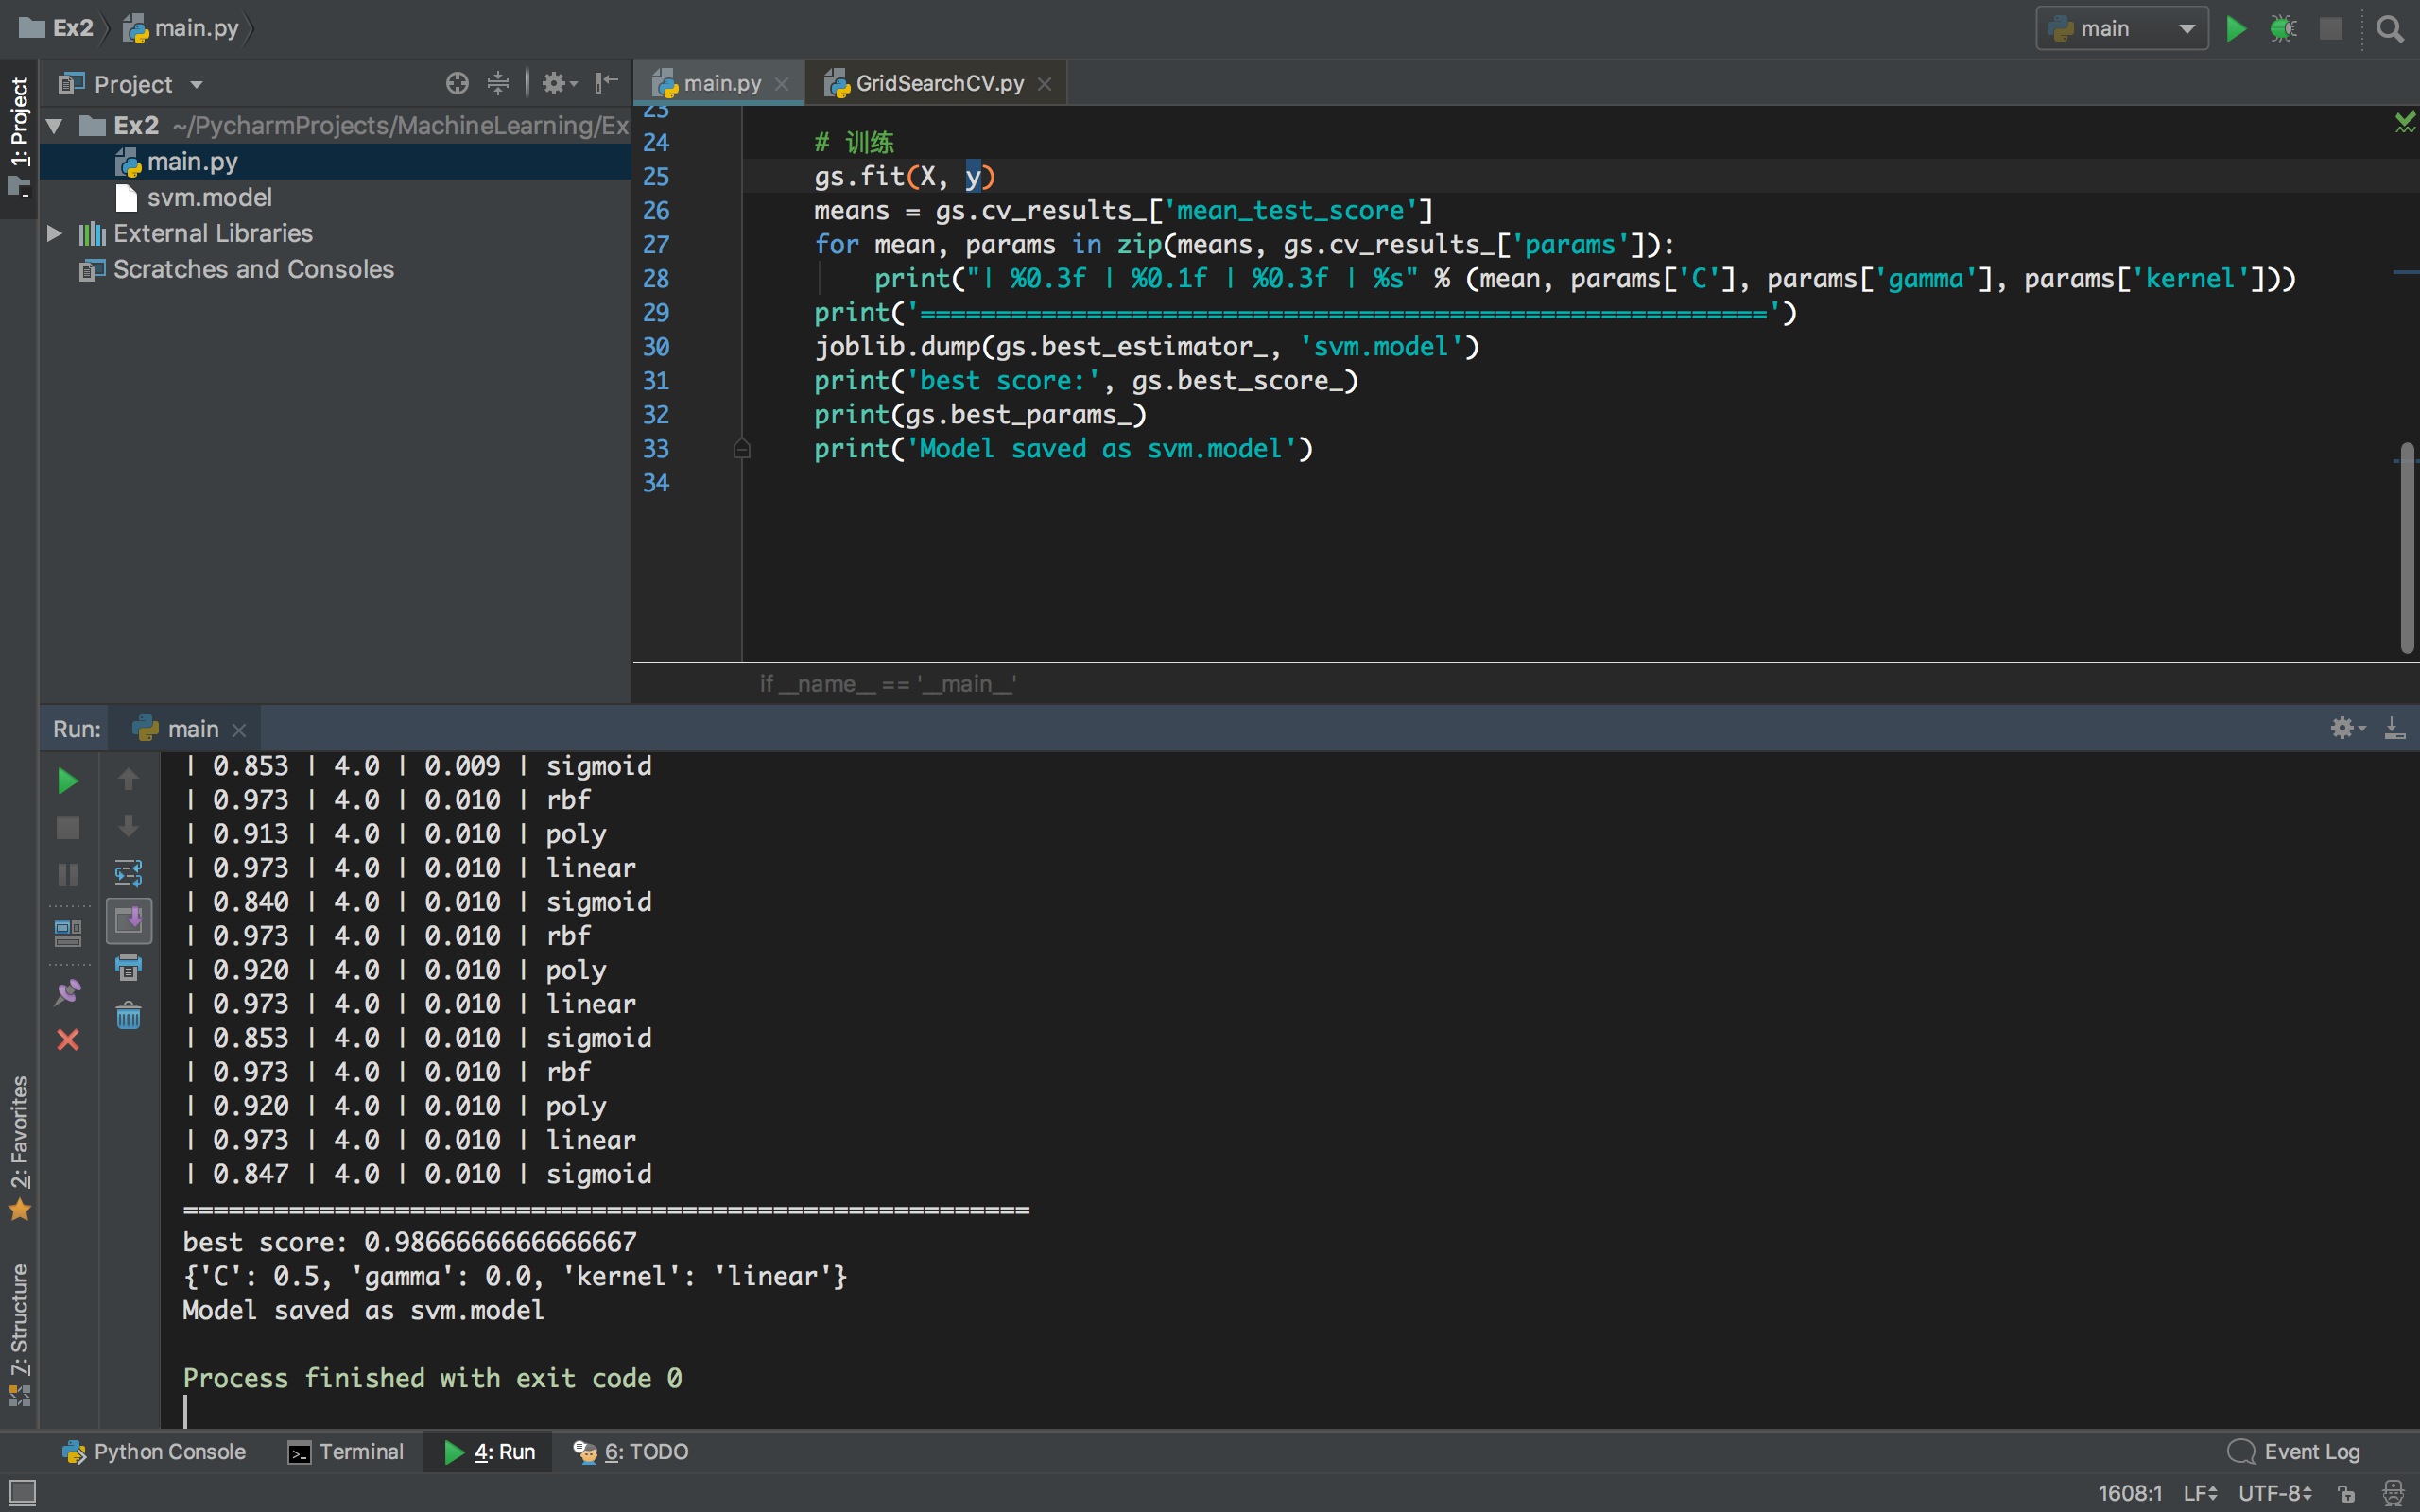 Ex2 main.py main
1: Project
Project
main.py GridSearchCV.py
Ex2 ~/PycharmProjects/MachineLearning/Ex
main.py
svm.model
External Libraries
Scratches and Consoles
23
24 # 训练
25 gs.fit(X, y)
26 means = gs.cv_results_['mean_test_score']
27 for mean, params in zip(means, gs.cv_results_['params']):
28 print("| %0.3f | %0.1f | %0.3f | %s" % (mean, params['C'], params['gamma'], params['kernel']))
29 print('========================================================')
30 joblib.dump(gs.best_estimator_, 'svm.model')
31 print('best score:', gs.best_score_)
32 print(gs.best_params_)
33 print('Model saved as svm.model')
34
if __name__ == '__main__'
Run: main
| 0.853 | 4.0 | 0.009 | sigmoid
| 0.973 | 4.0 | 0.010 | rbf
| 0.913 | 4.0 | 0.010 | poly
| 0.973 | 4.0 | 0.010 | linear
| 0.840 | 4.0 | 0.010 | sigmoid
| 0.973 | 4.0 | 0.010 | rbf
| 0.920 | 4.0 | 0.010 | poly
| 0.973 | 4.0 | 0.010 | linear
| 0.853 | 4.0 | 0.010 | sigmoid
| 0.973 | 4.0 | 0.010 | rbf
| 0.920 | 4.0 | 0.010 | poly
| 0.973 | 4.0 | 0.010 | linear
| 0.847 | 4.0 | 0.010 | sigmoid
========================================================
best score: 0.9866666666666667
{'C': 0.5, 'gamma': 0.0, 'kernel': 'linear'}
Model saved as svm.model
Process finished with exit code 0
2: Favorites
7: Structure
Python Console Terminal 4: Run 6: TODO Event Log
1608:1 LF UTF-8